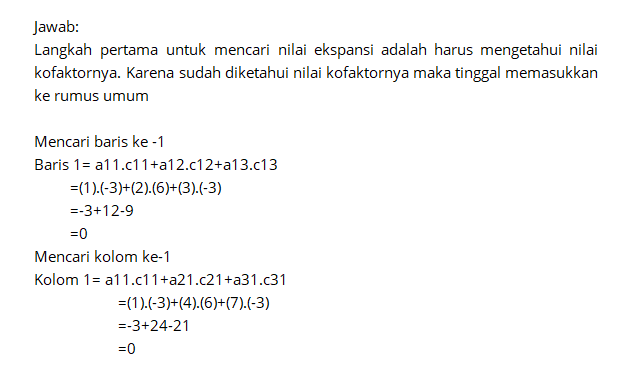 Jawab:
Langkah pertama untuk mencari nilai ekspansi adalah harus mengetahui nilai
kofaktornya. Karena sudah diketahui nilai kofaktornya maka tinggal memasukkan
ke rumus umum
Mencari baris ke -1
Baris 1= a11.c11+a12.c12+a13.c13
=(1).(-3)+(2).(6)+(3).(-3)
=-3+12-9
=0
Mencari kolom ke-1
Kolom 1= a11.c11+a21.c21+a31.c31
=(1).(-3)+(4).(6)+(7).(-3)
=-3+24-21
=0